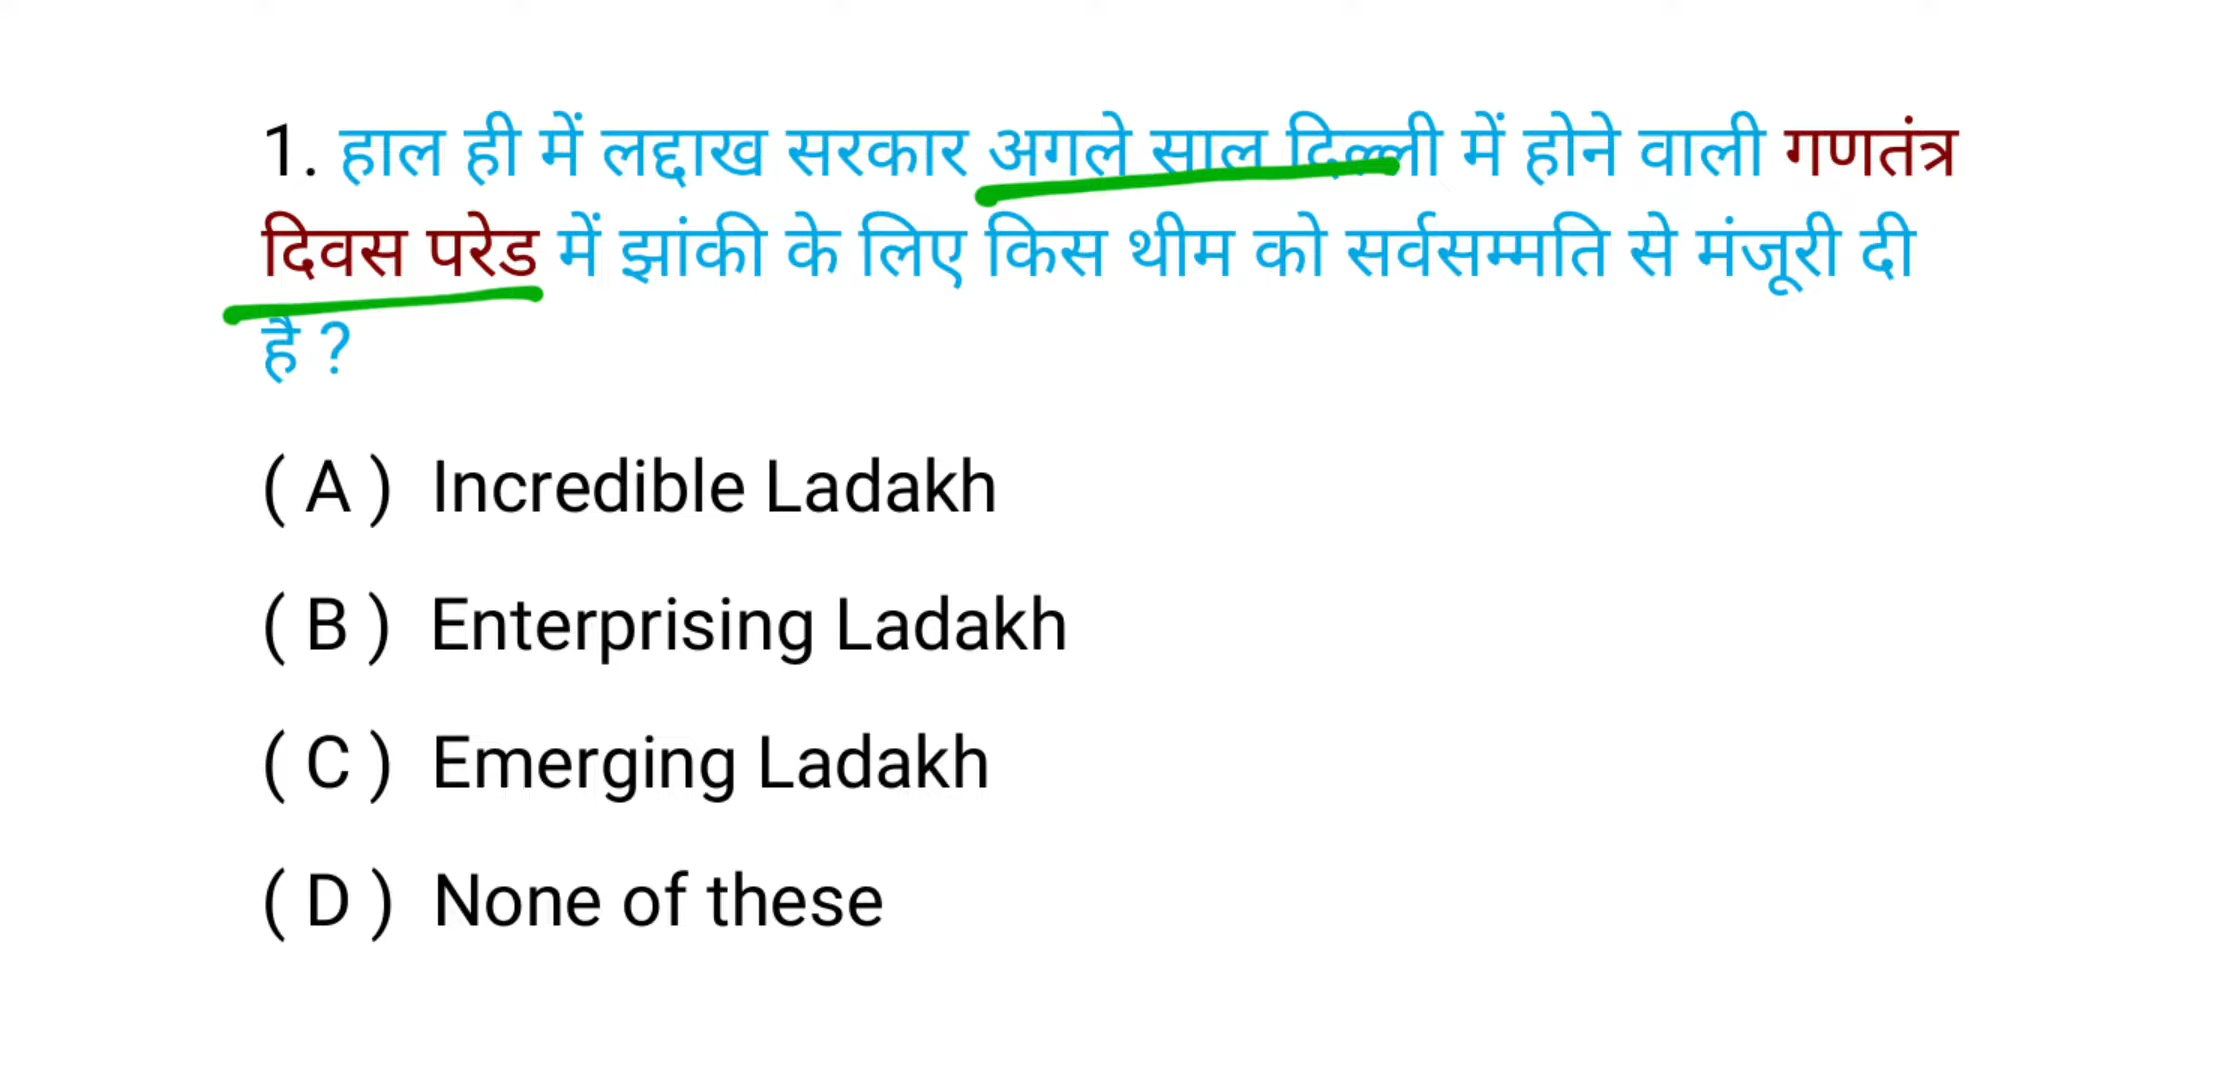 1. हाल ही में लद्दाख सरकार अगले साल दिल्ली में होने वाली गणतंत्र
दिवस परेड में झांकी के लिए किस थीम को सर्वसम्मति से मंजूरी दी
है ?
( A ) Incredible Ladakh
( B ) Enterprising Ladakh
( C ) Emerging Ladakh
( D ) None of these